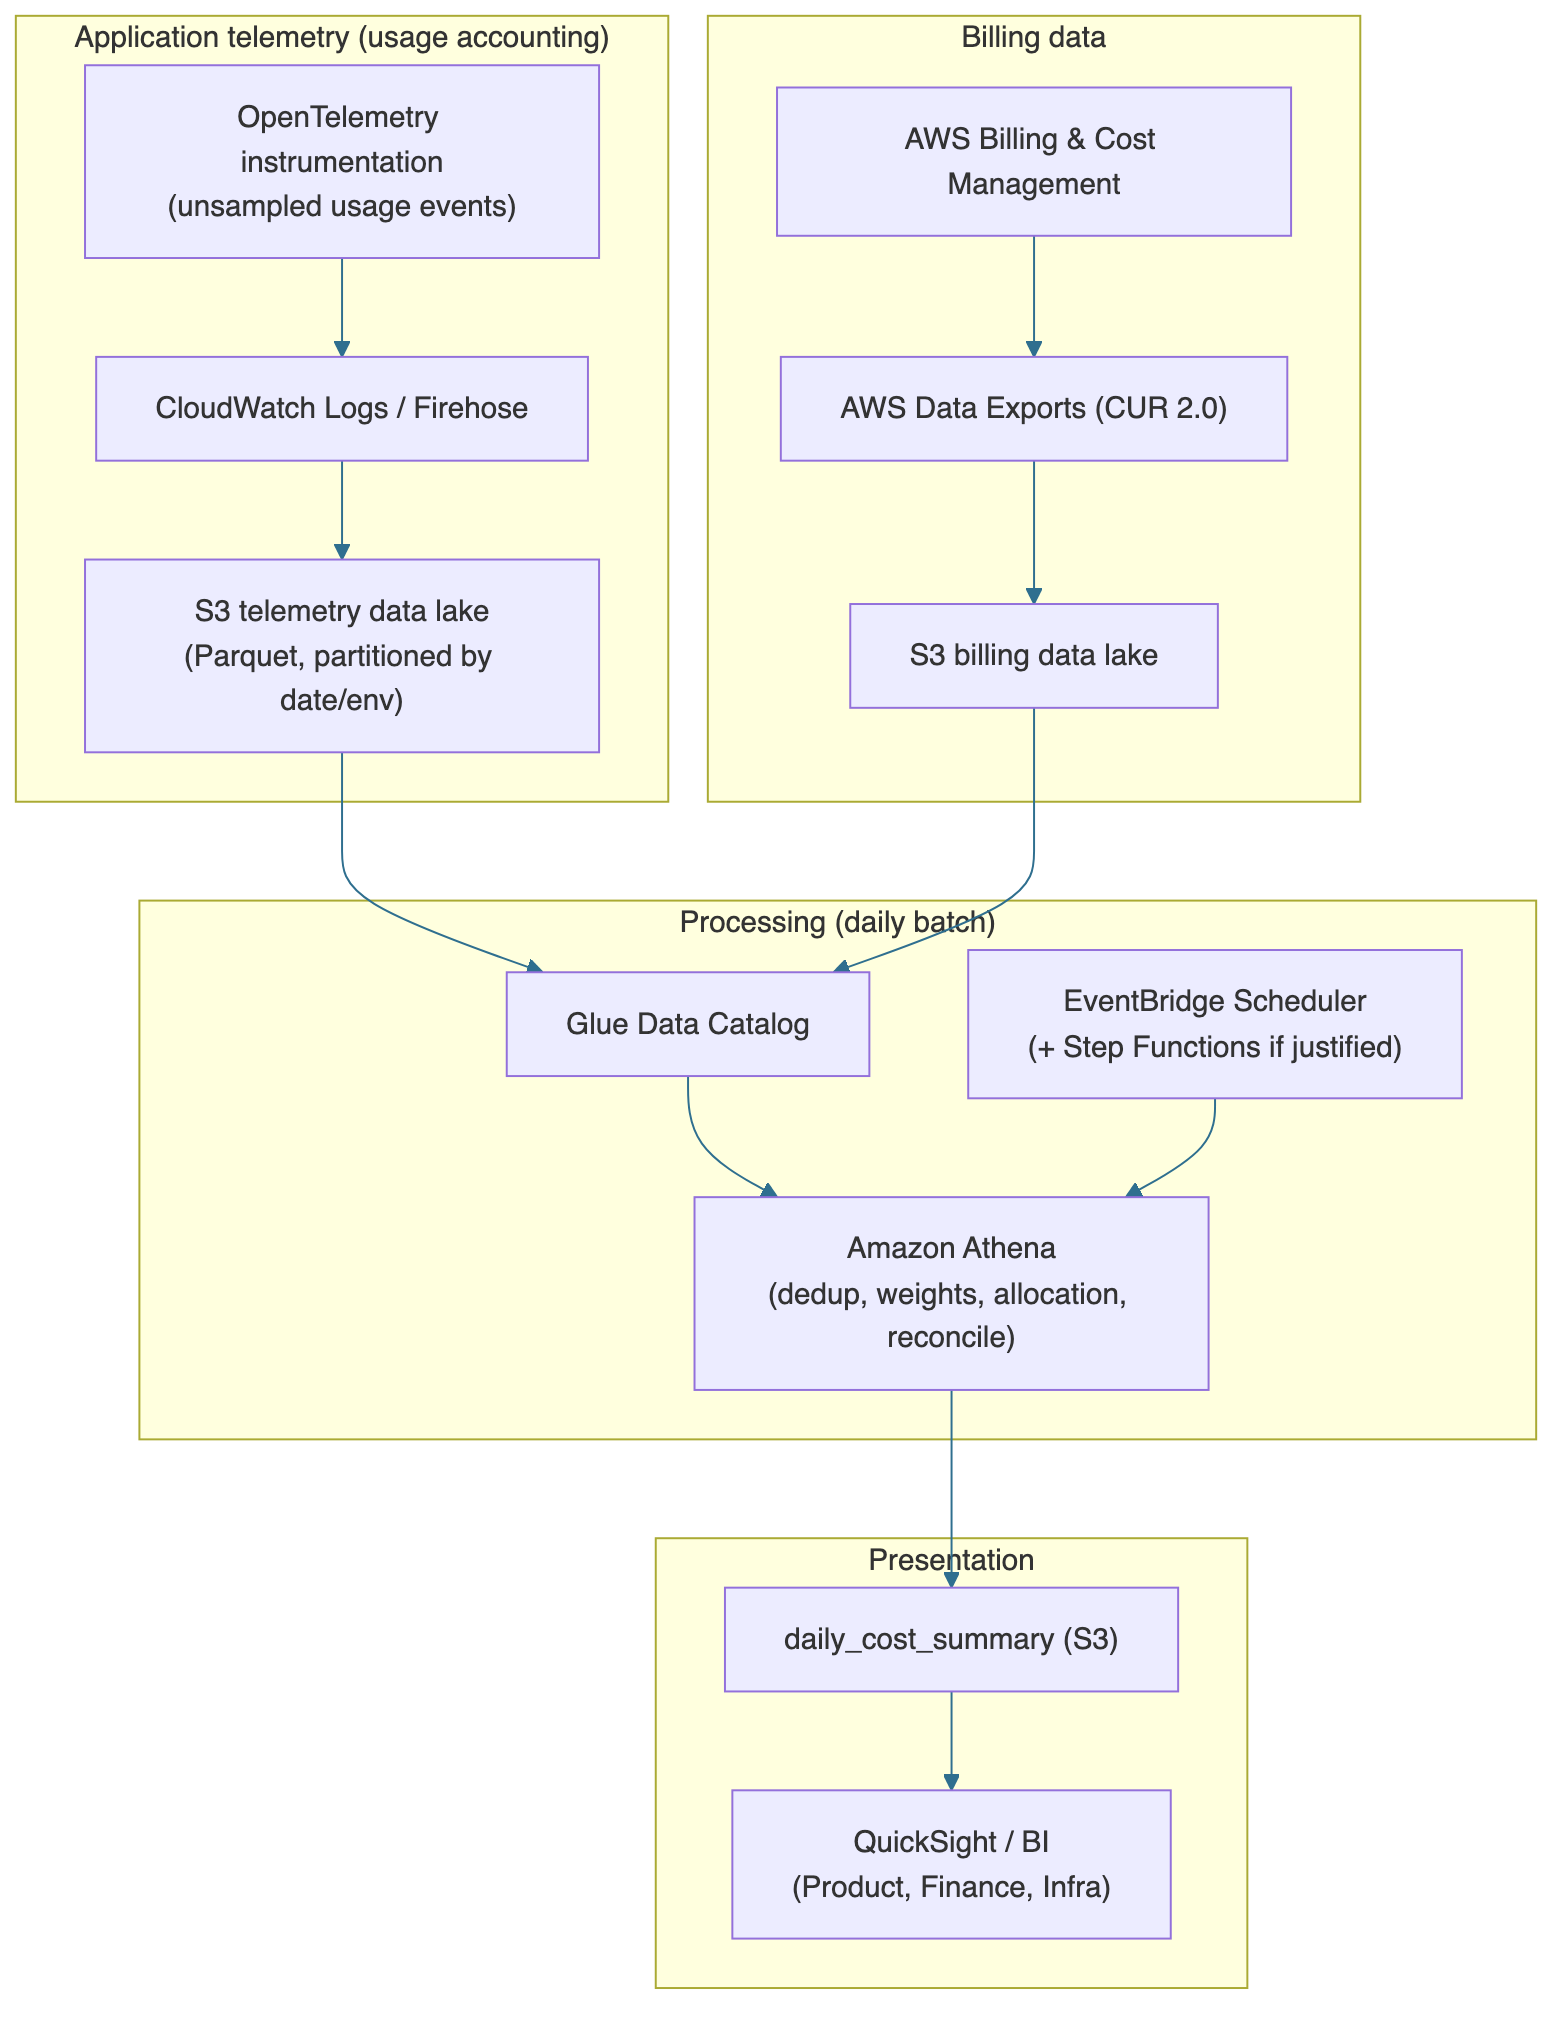 Application telemetry (usage accounting)
OpenTelemetry
instrumentation
(unsampled usage events)
CloudWatch Logs / Firehose
S3 telemetry data lake
(Parquet, partitioned by
date/env)
Billing data
AWS Billing & Cost
Management
AWS Data Exports (CUR 2.0)
S3 billing data lake
Processing (daily batch)
Glue Data Catalog
EventBridge Scheduler
(+ Step Functions if justified)
Amazon Athena
(dedup, weights, allocation,
reconcile)
Presentation
daily_cost_summary (S3)
QuickSight / BI
(Product, Finance, Infra)